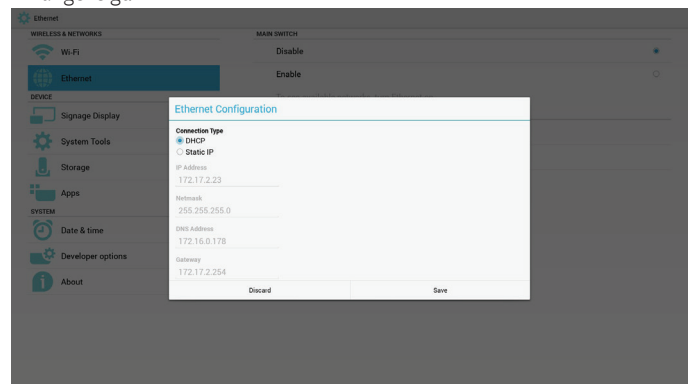 Ethernet
WIRELESS & NETWORKS
Wi-Fi
Ethernet
DEVICE
Signage Display
System Tools
Storage
Apps
SYSTEM
Date & time
Developer options
About
MAIN SWITCH
Disable
Enable
Ethernet Configuration
Connection Type
DHCP
Static IP
IP Address
172.17.2.23
Netmask
255.255.255.0
DNS Address
172.16.0.178
Gateway
172.17.2.254
Discard
Save